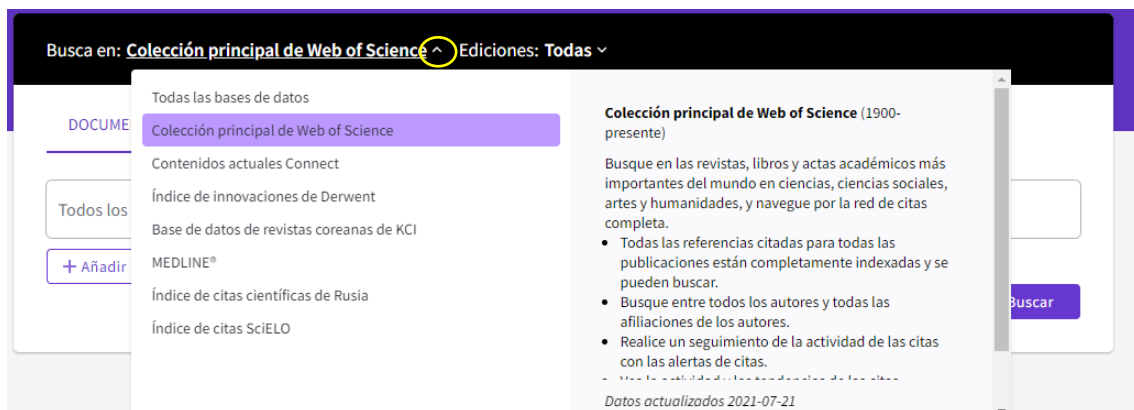 Busca en: Colección principal de Web of Science Ediciones: Todas
DOCUME
Todos los
+ Añadir
Todas las bases de datos
Colección principal de Web of Science
Contenidos actuales Connect
Índice de innovaciones de Derwent
Base de datos de revistas coreanas de KCI
MEDLINE®
Índice de citas científicas de Rusia
Índice de citas SciELO
Colección principal de Web of Science (1900-
presente)
Busque en las revistas, libros y actas académicos más
importantes del mundo en ciencias, ciencias sociales,
artes y humanidades, y navegue por la red de citas
completa.
• Todas las referencias citadas para todas las
publicaciones están completamente indexadas y se
pueden buscar.
• Busque entre todos los autores y todas las
afiliaciones de los autores.
• Realice un seguimiento de la actividad de las citas
con las alertas de citas.
Datos actualizados 2021-07-21
Buscar